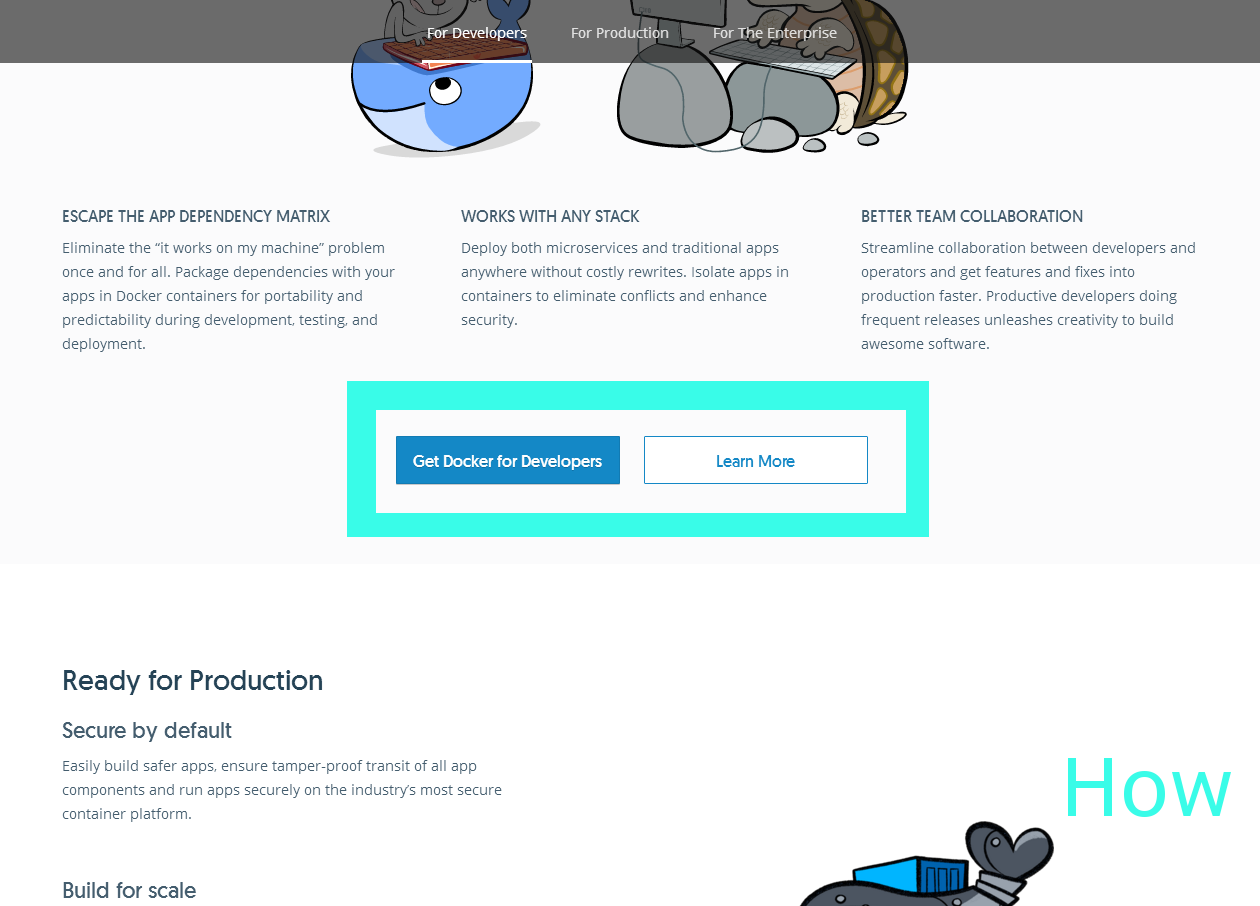 For Developers For Production For The Enterprise
ESCAPE THE APP DEPENDENCY MATRIX
Eliminate the “it works on my machine” problem
once and for all. Package dependencies with your
apps in Docker containers for portability and
predictability during development, testing, and
deployment.
WORKS WITH ANY STACK
Deploy both microservices and traditional apps
anywhere without costly rewrites. Isolate apps in
containers to eliminate conflicts and enhance
security.
BETTER TEAM COLLABORATION
Streamline collaboration between developers and
operators and get features and fixes into
production faster. Productive developers doing
frequent releases unleashes creativity to build
awesome software.
Get Docker for Developers
Learn More
Ready for Production
Secure by default
Easily build safer apps, ensure tamper-proof transit of all app
components and run apps securely on the industry’s most secure
container platform.
How
Build for scale